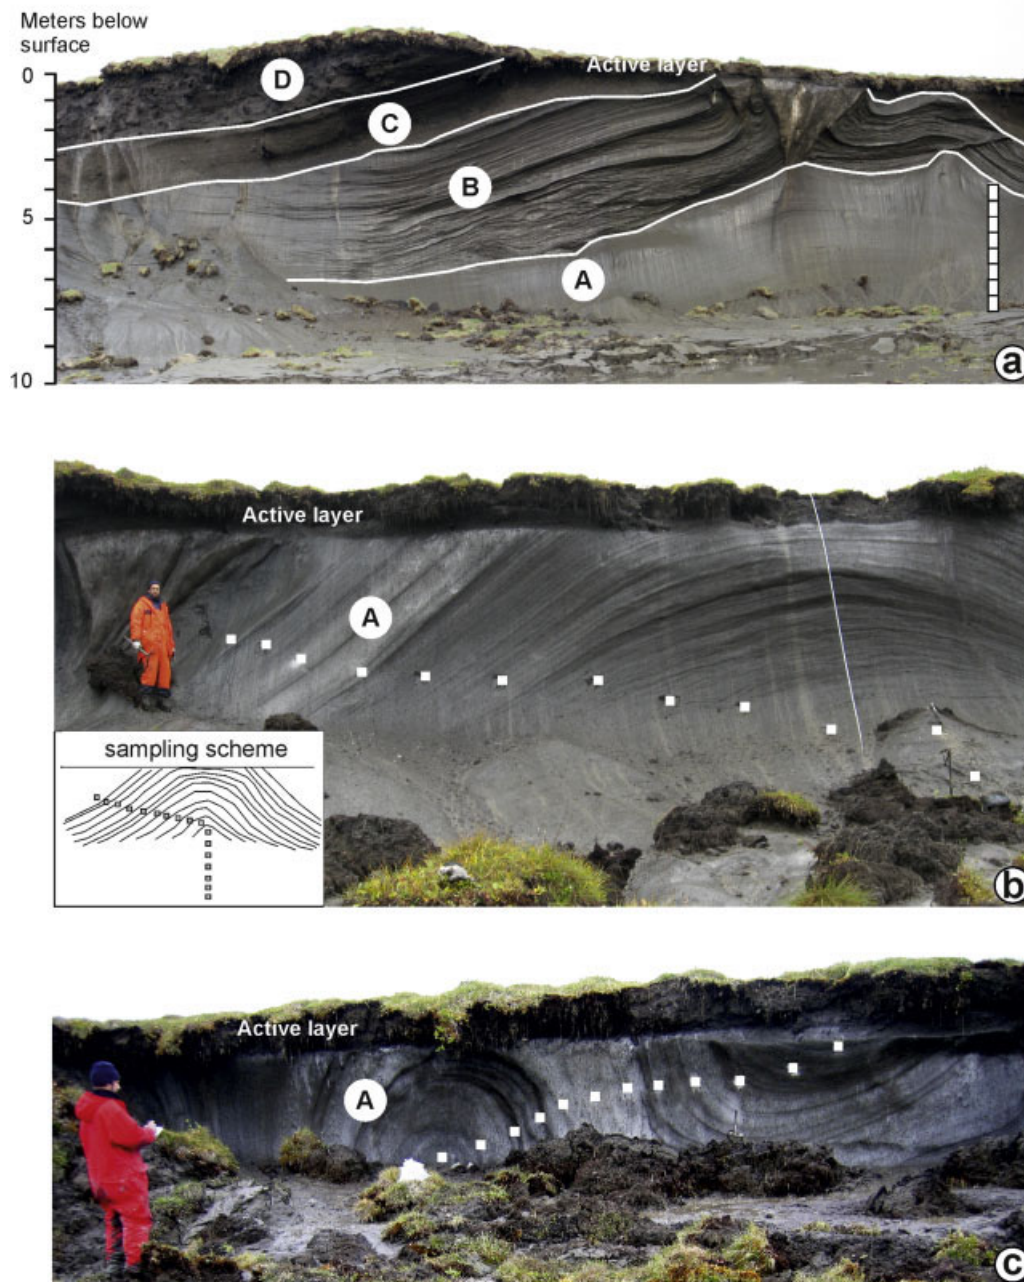 Meters below
surface
0
D
Active layer
C
B
5
A
10
a
Active layer
A
sampling scheme
b
Active layer
A
c